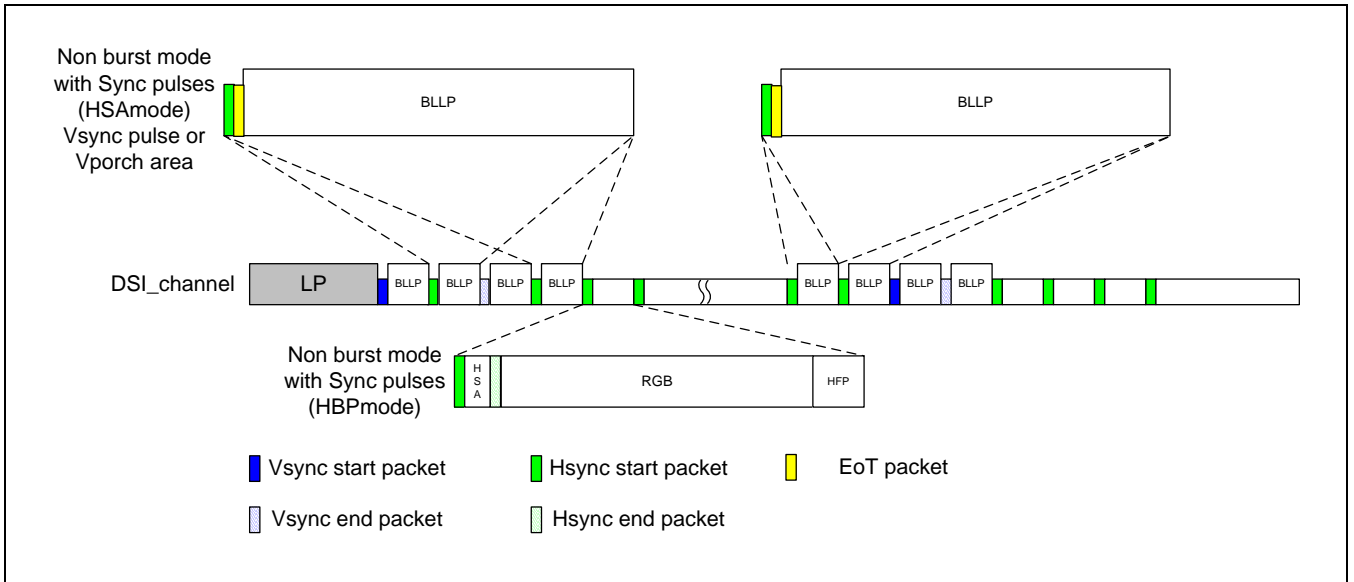 Non burst mode
with Sync pulses
(HSAmode)
Vsync pulse or
Vporch area
BLLP
BLLP
DSI_channel
LP
BLLP
BLLP
BLLP
BLLP
BLLP
BLLP
BLLP
BLLP
Non burst mode
with Sync pulses
(HBPmode)
H
S
A
RGB
HFP
Vsync start packet
Hsync start packet
EoT packet
Vsync end packet
Hsync end packet